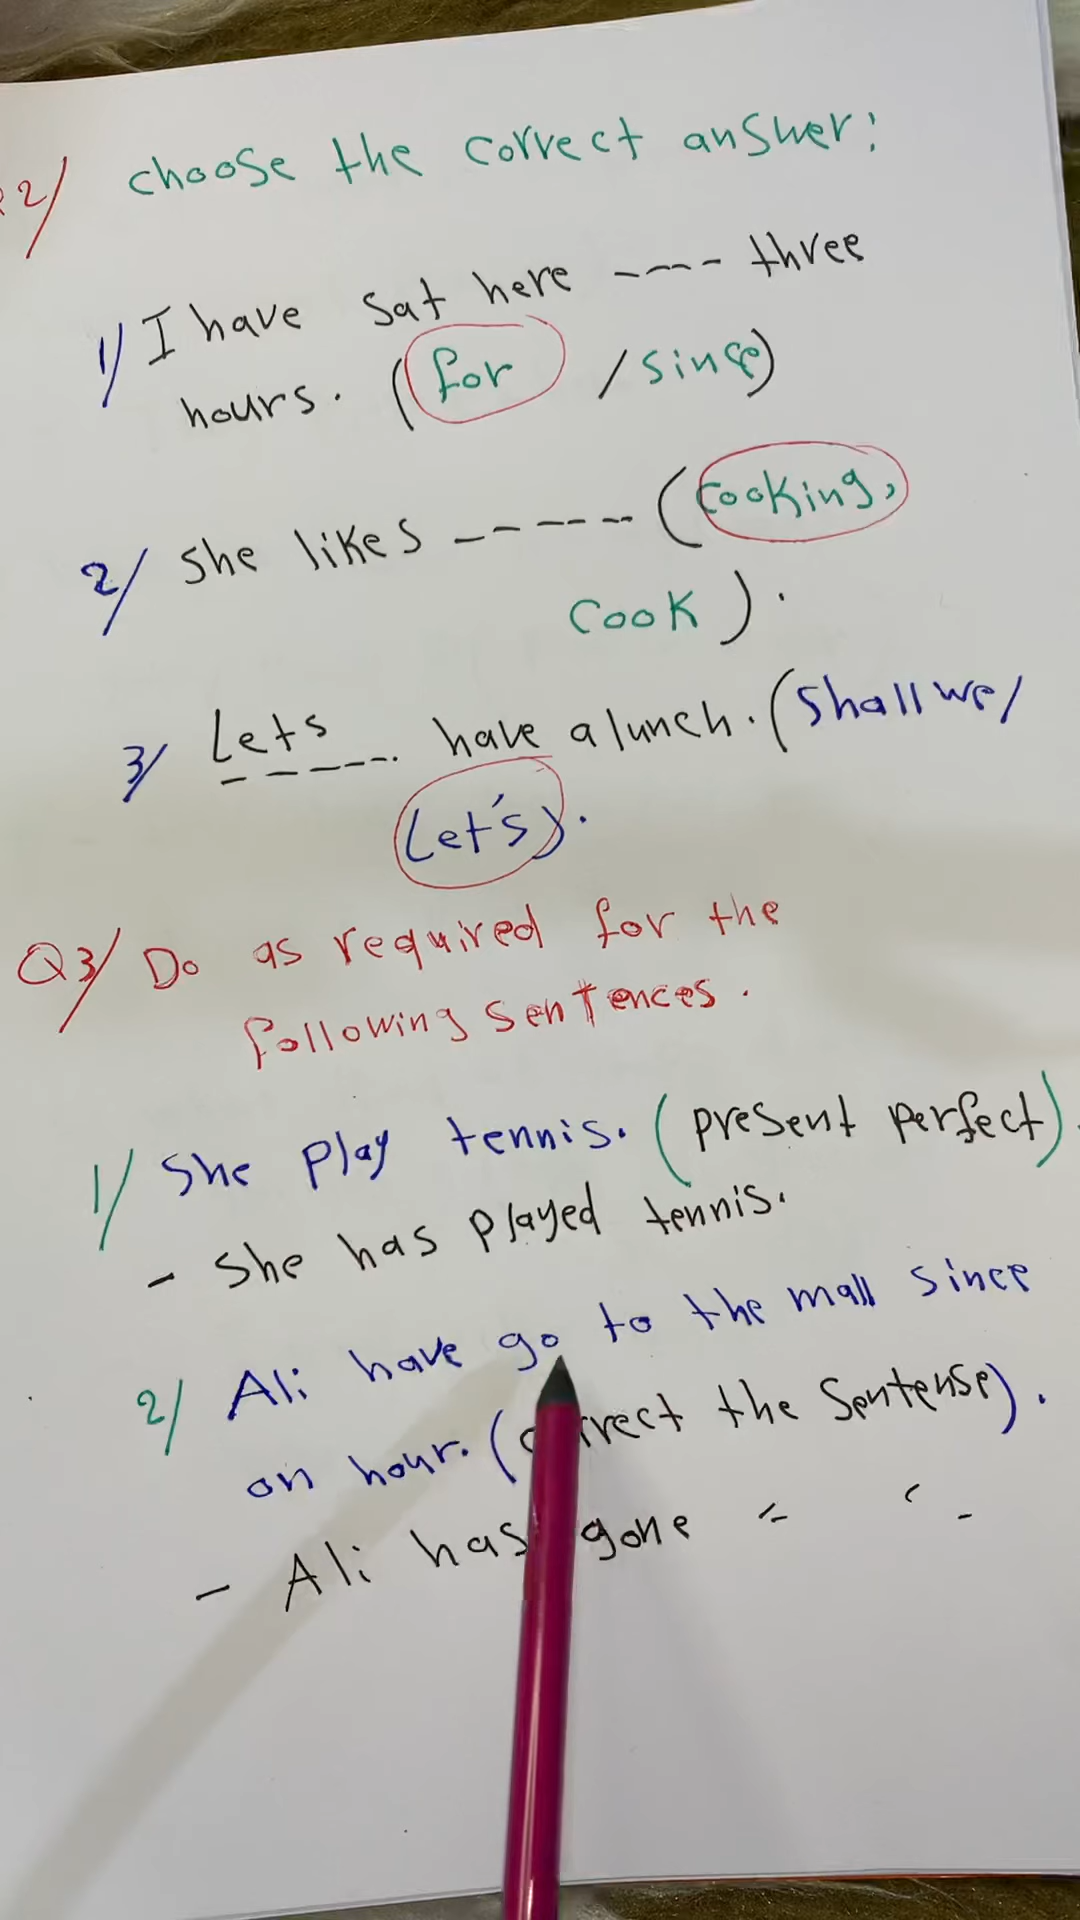 2/ choose the correct answer:
1/ I have sat here ---- three
hours. (for / since)
2/ She likes ------ (cooking,
cook).
3/ Lets have a lunch. (Shall we/
Let's).
Q3/ Do as required for the
following sentences.
1/ She play tennis. (present perfect).
- She has played tennis.
2/ Ali have go to the mall since
an hour. (correct the Sentense).
- Ali has gone